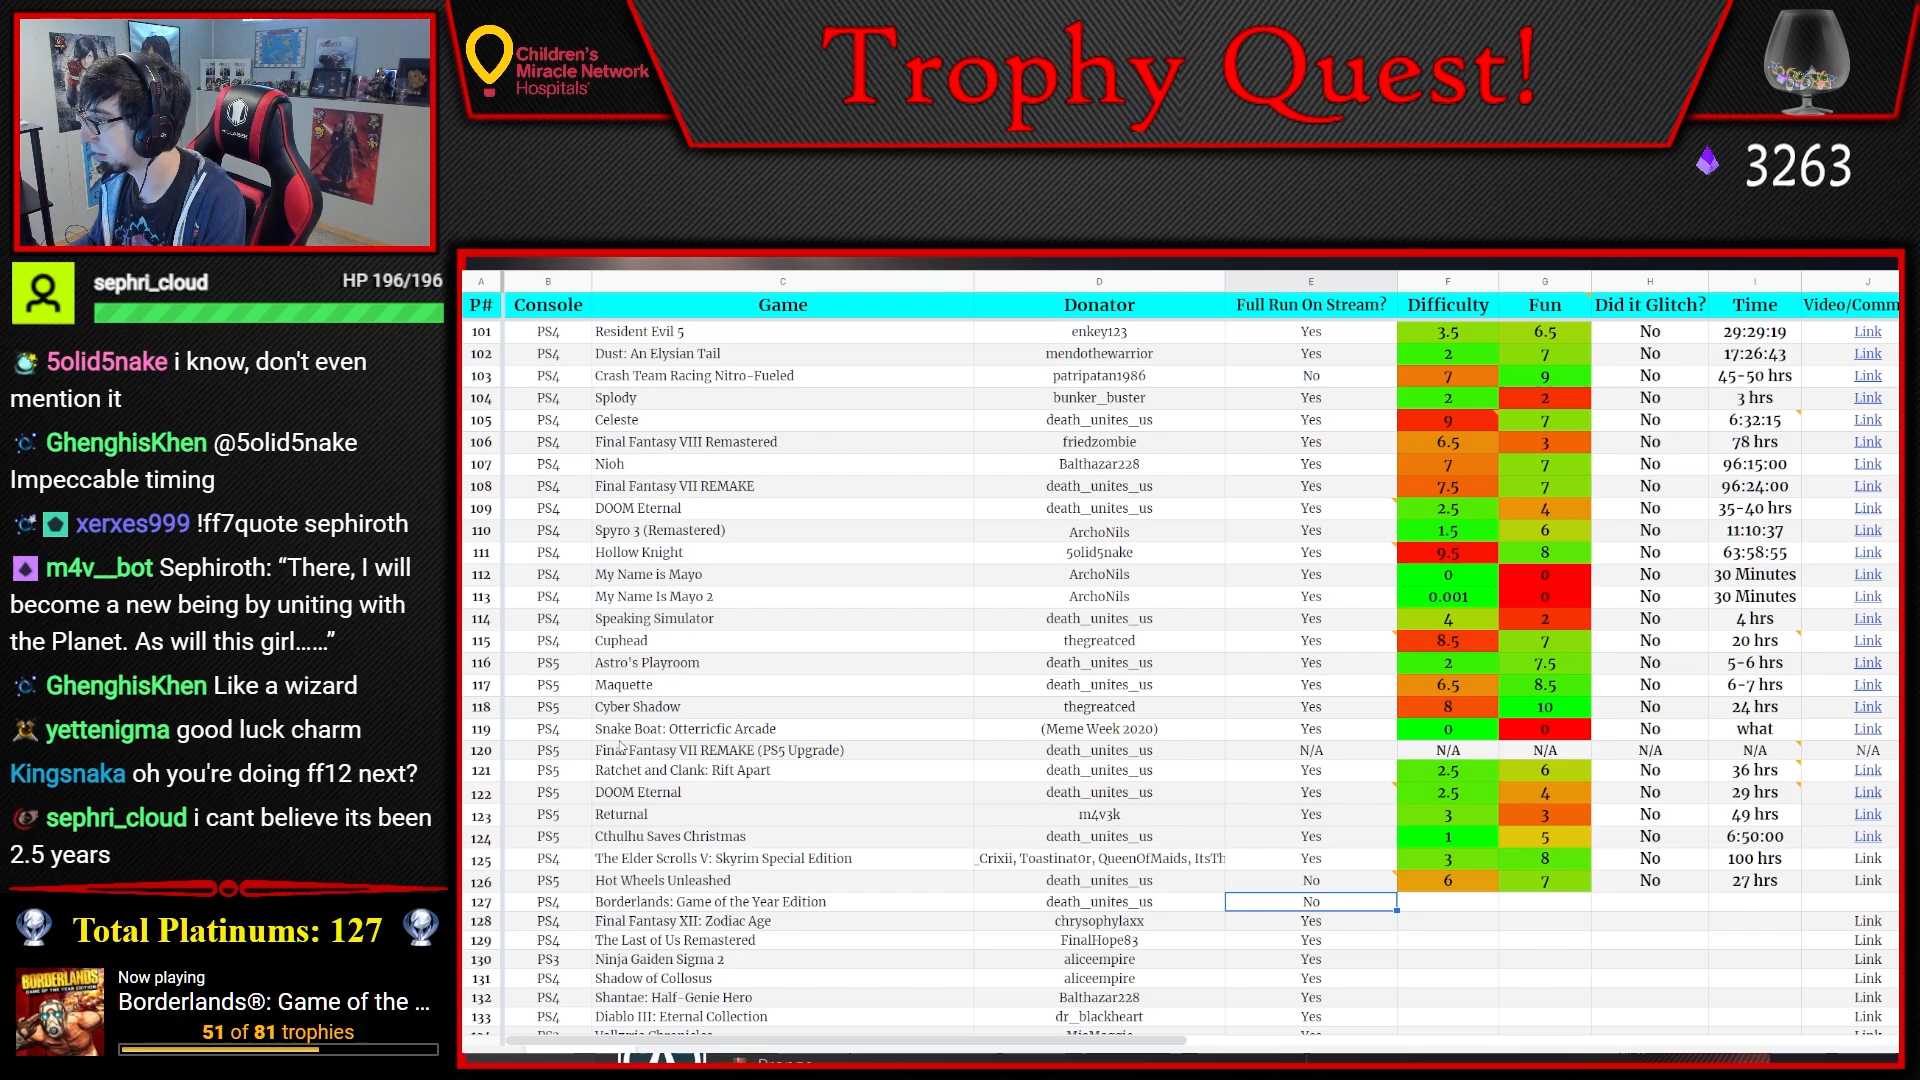 Children's
Miracle Network
Hospitals
Trophy Quest!
3263
sephri_cloud HP 196/196
5olid5nake i know, don't even
mention it
GhenghisKhen @5olid5nake
Impeccable timing
xerxes999 !ff7quote sephiroth
m4v__bot Sephiroth: “There, I will
become a new being by uniting with
the Planet. As will this girl……”
GhenghisKhen Like a wizard
yettenigma good luck charm
Kingsnaka oh you're doing ff12 next?
sephri_cloud i cant believe its been
2.5 years
Total Platinums: 127
Now playing
Borderlands®: Game of the ...
51 of 81 trophies
A B C D E F G H I J
P# Console Game Donator Full Run On Stream? Difficulty Fun Did it Glitch? Time Video/Comm
101 PS4 Resident Evil 5 enkey123 Yes 3.5 6.5 No 29:29:19 Link
102 PS4 Dust: An Elysian Tail mendothewarrior Yes 2 7 No 17:26:43 Link
103 PS4 Crash Team Racing Nitro-Fueled patripatan1986 No 7 9 No 45-50 hrs Link
104 PS4 Splody bunker_buster Yes 2 2 No 3 hrs Link
105 PS4 Celeste death_unites_us Yes 9 7 No 6:32:15 Link
106 PS4 Final Fantasy VIII Remastered friedzombie Yes 6.5 3 No 78 hrs Link
107 PS4 Nioh Balthazar228 Yes 7 7 No 96:15:00 Link
108 PS4 Final Fantasy VII REMAKE death_unites_us Yes 7.5 7 No 96:24:00 Link
109 PS4 DOOM Eternal death_unites_us Yes 2.5 4 No 35-40 hrs Link
110 PS4 Spyro 3 (Remastered) ArchoNils Yes 1.5 6 No 11:10:37 Link
111 PS4 Hollow Knight 5olid5nake Yes 9.5 8 No 63:58:55 Link
112 PS4 My Name is Mayo ArchoNils Yes 0 0 No 30 Minutes Link
113 PS4 My Name Is Mayo 2 ArchoNils Yes 0.001 0 No 30 Minutes Link
114 PS4 Speaking Simulator death_unites_us Yes 4 2 No 4 hrs Link
115 PS4 Cuphead thegreatced Yes 8.5 7 No 20 hrs Link
116 PS5 Astro's Playroom death_unites_us Yes 2 7.5 No 5-6 hrs Link
117 PS5 Maquette death_unites_us Yes 6.5 8.5 No 6-7 hrs Link
118 PS5 Cyber Shadow thegreatced Yes 8 10 No 24 hrs Link
119 PS4 Snake Boat: Otterrific Arcade (Meme Week 2020) Yes 0 0 No what Link
120 PS5 Final Fantasy VII REMAKE (PS5 Upgrade) death_unites_us N/A N/A N/A N/A N/A N/A
121 PS5 Ratchet and Clank: Rift Apart death_unites_us Yes 2.5 6 No 36 hrs Link
122 PS5 DOOM Eternal death_unites_us Yes 2.5 4 No 29 hrs Link
123 PS5 Returnal m4v3k Yes 3 3 No 49 hrs Link
124 PS5 Cthulhu Saves Christmas death_unites_us Yes 1 5 No 6:50:00 Link
125 PS4 The Elder Scrolls V: Skyrim Special Edition _Crixii, Toastinat0r, QueenOfMaids, ItsTh Yes 3 8 No 100 hrs Link
126 PS5 Hot Wheels Unleashed death_unites_us No 6 7 No 27 hrs Link
127 PS4 Borderlands: Game of the Year Edition death_unites_us No
128 PS4 Final Fantasy XII: Zodiac Age chrysophylaxx Yes Link
129 PS4 The Last of Us Remastered FinalHope83 Yes Link
130 PS3 Ninja Gaiden Sigma 2 aliceempire Yes Link
131 PS4 Shadow of Collosus aliceempire Yes Link
132 PS4 Shantae: Half-Genie Hero Balthazar228 Yes Link
133 PS4 Diablo III: Eternal Collection dr_blackheart Yes Link